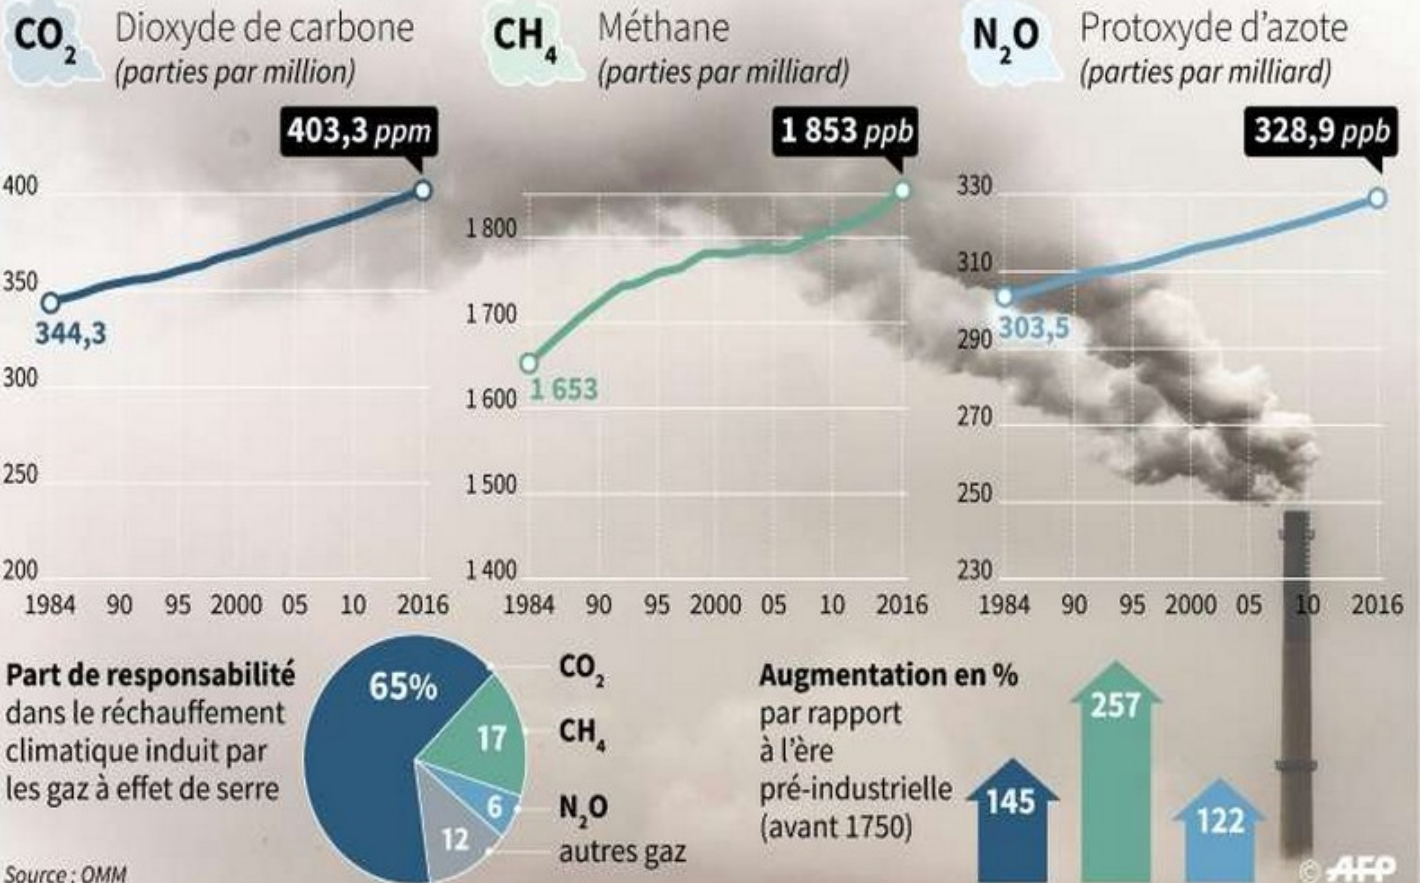 CO2
Dioxyde de carbone
(parties par million)
403,3 ppm
400
350
300
250
200
344,3
1984 90 95 2000 05 10 2016
CH4
Méthane
(parties par milliard)
1 853 ppb
1 800
1 700
1 600
1 500
1 400
1 653
1984 90 95 2000 05 10 2016
N2O
Protoxyde d'azote
(parties par milliard)
328,9 ppb
330
310
290
270
250
230
303,5
1984 90 95 2000 05 10 2016
Part de responsabilité
dans le réchauffement
climatique induit par
les gaz à effet de serre
65%
17
6
12
CO2
CH4
N2O
autres gaz
Augmentation en %
par rapport
à l'ère
pré-industrielle
(avant 1750)
145
257
122
Source : OMM
© AFP